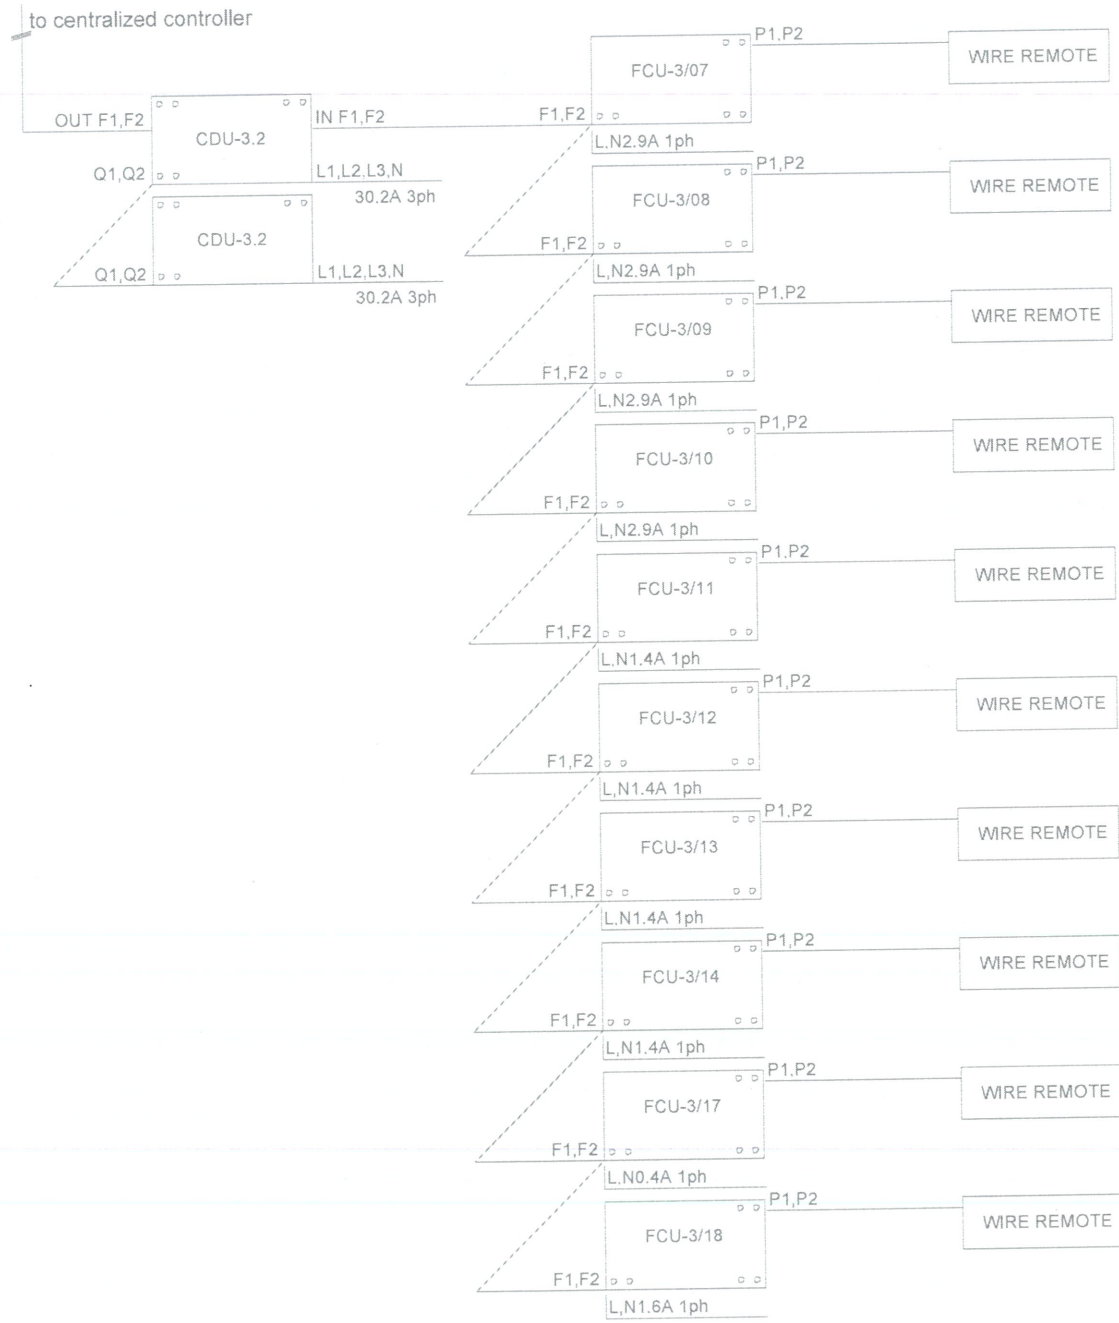 to centralized controller
OUT F1,F2
CDU-3.2
IN F1,F2
Q1,Q2
L1,L2,L3,N
30.2A 3ph
CDU-3.2
Q1,Q2
L1,L2,L3,N
30.2A 3ph
FCU-3/07
P1,P2
WIRE REMOTE
F1,F2
L,N2.9A 1ph
FCU-3/08
P1,P2
WIRE REMOTE
F1,F2
L,N2.9A 1ph
FCU-3/09
P1,P2
WIRE REMOTE
F1,F2
L,N2.9A 1ph
FCU-3/10
P1,P2
WIRE REMOTE
F1,F2
L,N2.9A 1ph
FCU-3/11
P1,P2
WIRE REMOTE
F1,F2
L,N1.4A 1ph
FCU-3/12
P1,P2
WIRE REMOTE
F1,F2
L,N1.4A 1ph
FCU-3/13
P1,P2
WIRE REMOTE
F1,F2
L,N1.4A 1ph
FCU-3/14
P1,P2
WIRE REMOTE
F1,F2
L,N1.4A 1ph
FCU-3/17
P1,P2
WIRE REMOTE
F1,F2
L,N0.4A 1ph
FCU-3/18
P1,P2
WIRE REMOTE
F1,F2
L,N1.6A 1ph